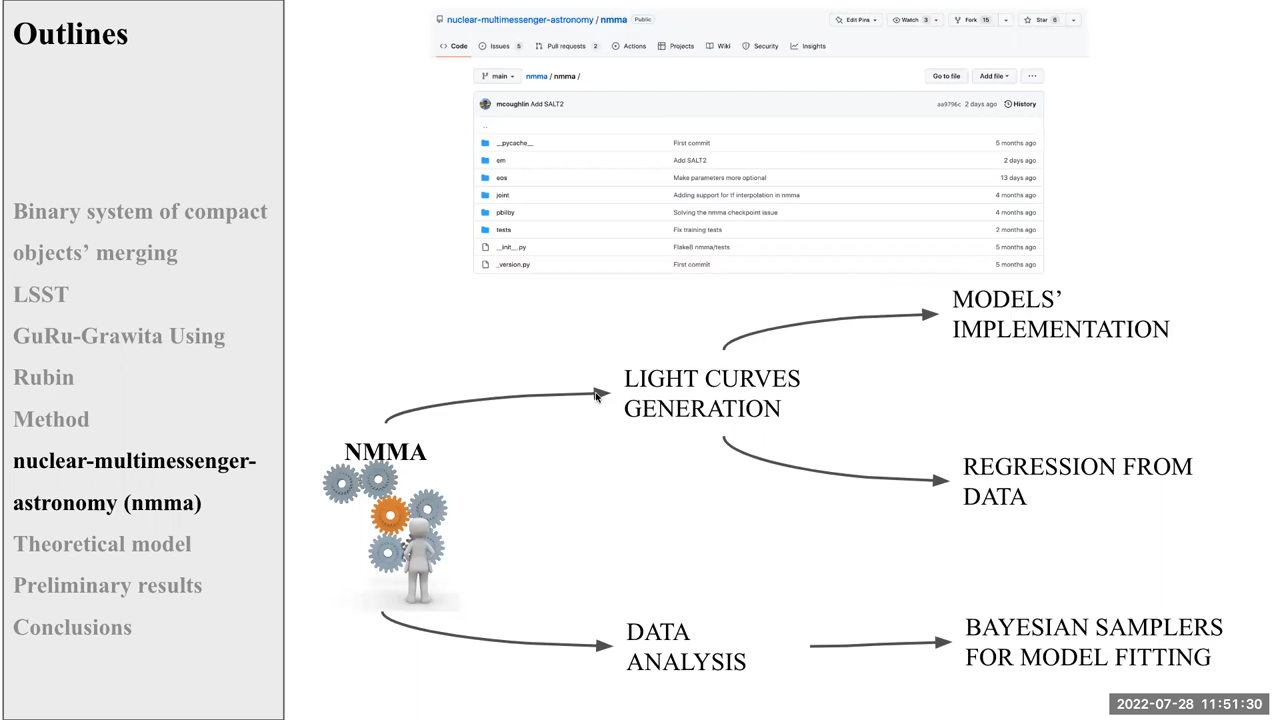 Outlines
Binary system of compact
objects’ merging
LSST
GuRu-Grawita Using
Rubin
Method
nuclear-multimessenger-
astronomy (nmma)
Theoretical model
Preliminary results
Conclusions
nuclear-multimessenger-astronomy / nmma Public
Edit Pins Watch 3 Fork 15 Star 6
Code Issues 5 Pull requests 2 Actions Projects Wiki Security Insights
main nmma / nmma / Go to file Add file ...
mcoughlin Add SALT2 aa9796c 2 days ago History
..
__pycache__ First commit 5 months ago
em Add SALT2 2 days ago
eos Make parameters more optional 13 days ago
joint Adding support for tf interpolation in nmma 4 months ago
pbilby Solving the nmma checkpoint issue 4 months ago
tests Fix training tests 2 months ago
__init__.py Flake8 nmma/tests 5 months ago
_version.py First commit 5 months ago
NMMA
LIGHT CURVES
GENERATION
MODELS’
IMPLEMENTATION
REGRESSION FROM
DATA
DATA
ANALYSIS
BAYESIAN SAMPLERS
FOR MODEL FITTING
2022-07-28 11:51:30